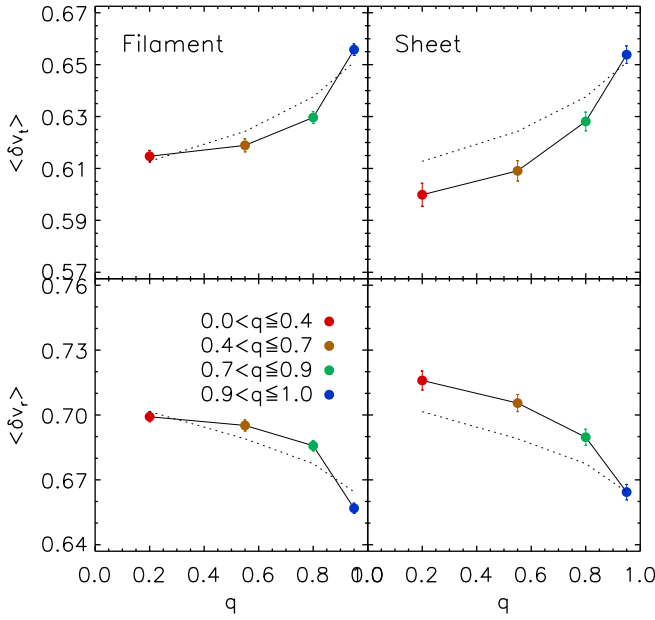 Filament
Sheet
0.67
0.65
0.63
0.61
0.59
0.57
<δv_t>
0.76
0.73
0.70
0.67
0.64
<δv_r>
0.0<q≦0.4
0.4<q≦0.7
0.7<q≦0.9
0.9<q≦1.0
0.0 0.2 0.4 0.6 0.8 1.0
0.0 0.2 0.4 0.6 0.8 1.0
q
q